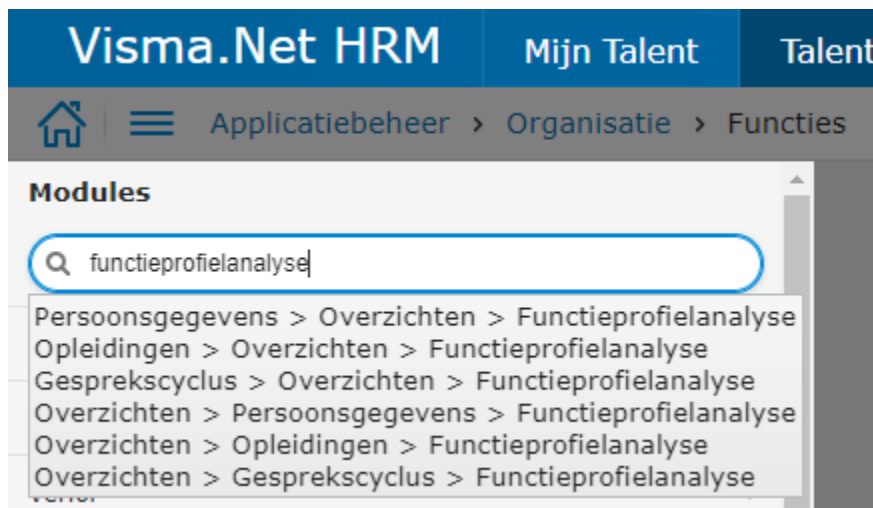 Visma.Net HRM Mijn Talent Talent
Applicatiebeheer > Organisatie > Functies
Modules
functieprofielanalyse
Persoonsgegevens > Overzichten > Functieprofielanalyse
Opleidingen > Overzichten > Functieprofielanalyse
Gesprekscyclus > Overzichten > Functieprofielanalyse
Overzichten > Persoonsgegevens > Functieprofielanalyse
Overzichten > Opleidingen > Functieprofielanalyse
Overzichten > Gesprekscyclus > Functieprofielanalyse